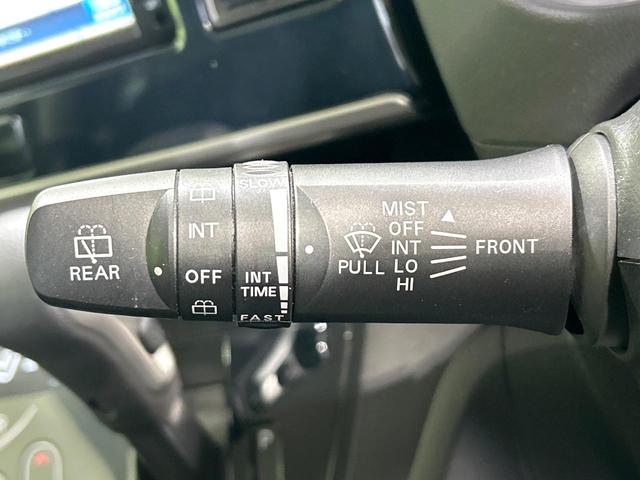 REAR
INT
OFF
SLOW
INT
TIME
FAST
PULL
MIST
OFF
INT
LO
HI
FRONT